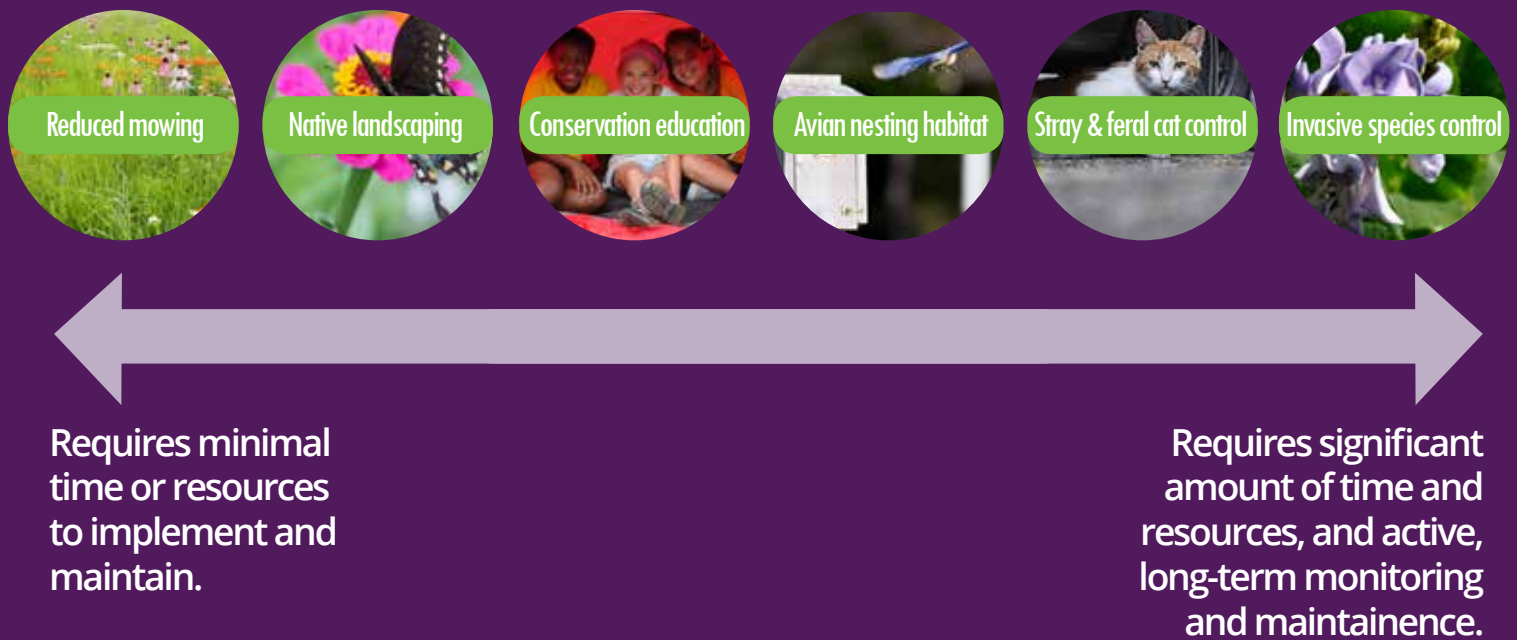 Reduced mowing
Native landscaping
Conservation education
Avian nesting habitat
Stray & feral cat control
Invasive species control
Requires minimal
time or resources
to implement and
maintain.
Requires significant
amount of time and
resources, and active,
long-term monitoring
and maintainence.